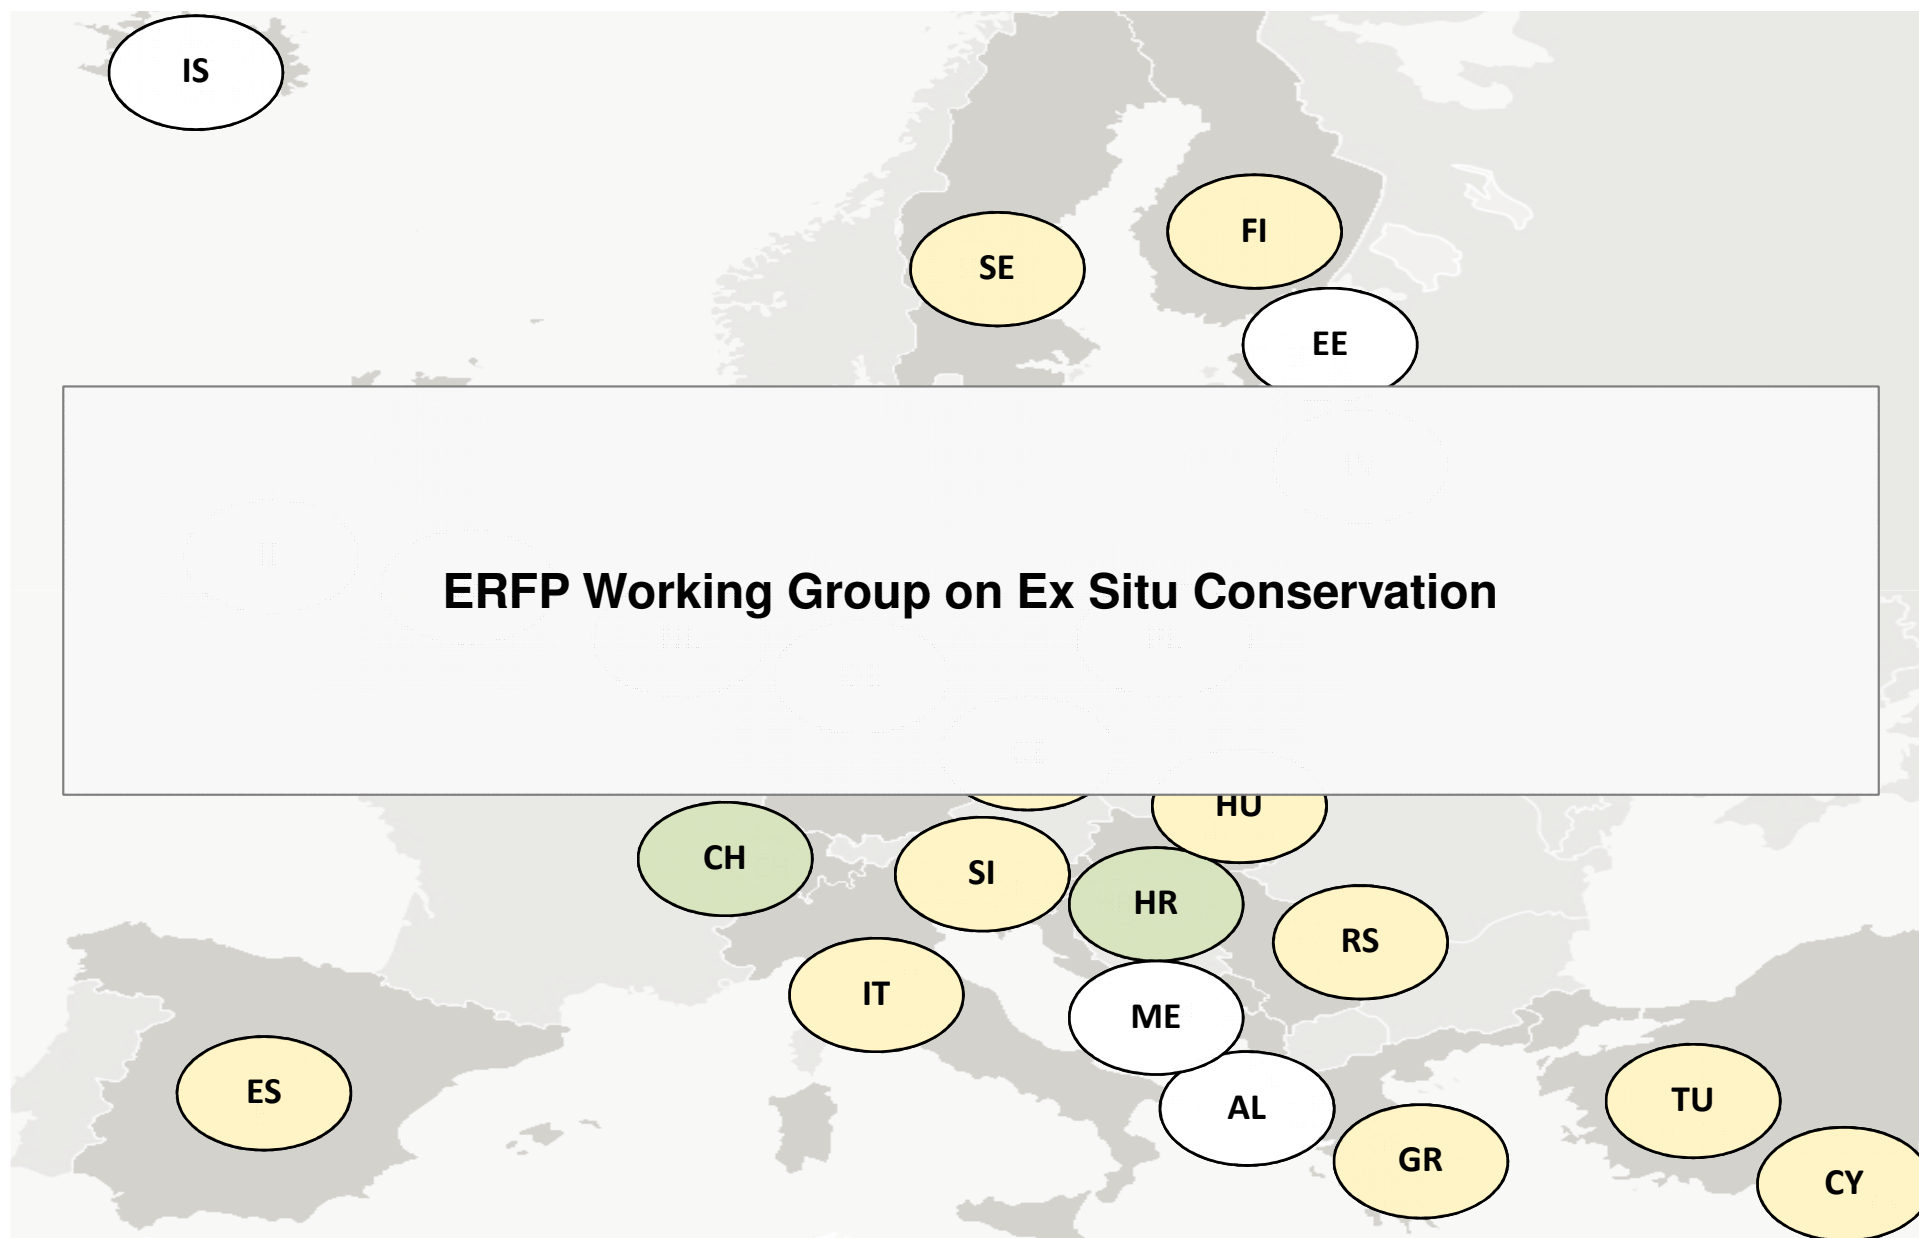 IS
FI
SE
EE
ERFP Working Group on Ex Situ Conservation
HU
CH
SI
HR
RS
IT
ME
ES
AL
TU
GR
CY